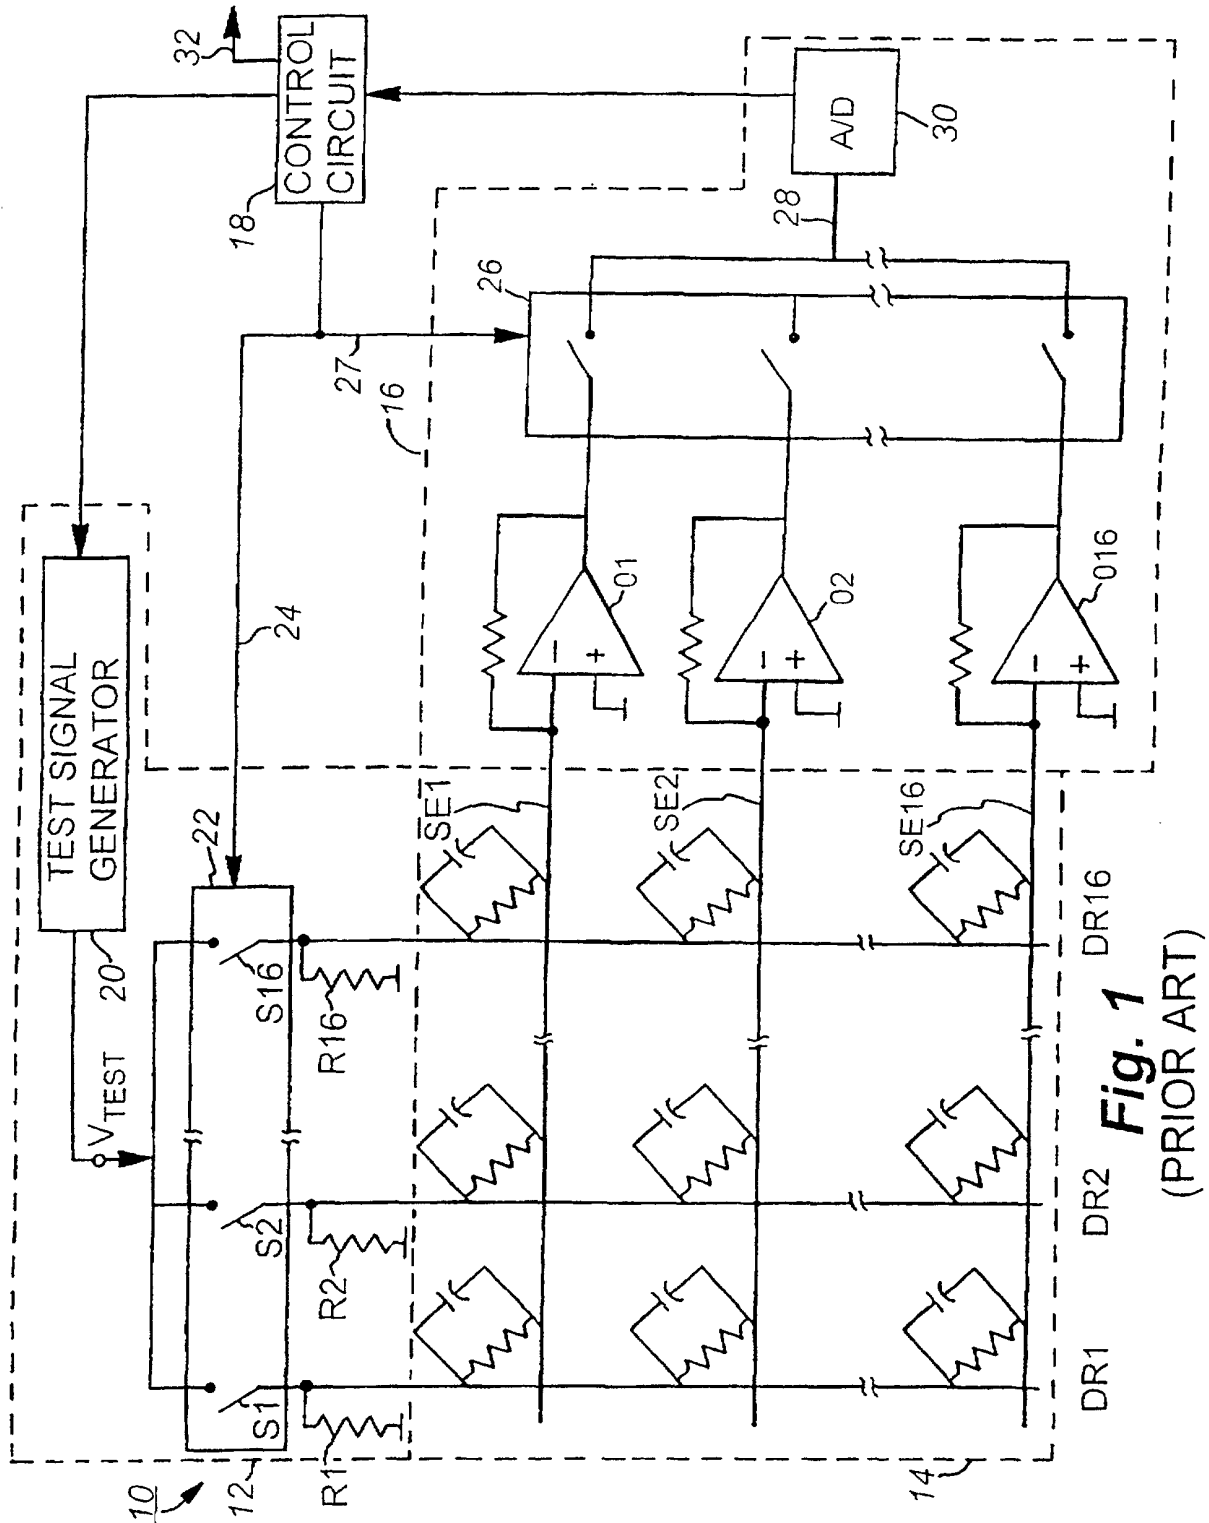 10
12
TEST SIGNAL
GENERATOR
20
VTEST
22
S1
S2
S16
R1
R2
R16
24
32
CONTROL
CIRCUIT
18
27
16
26
28
A/D
30
SE1
SE2
SE16
01
02
016
−
+
−
+
−
+
14
DR1
DR2
DR16
Fig. 1
(PRIOR ART)